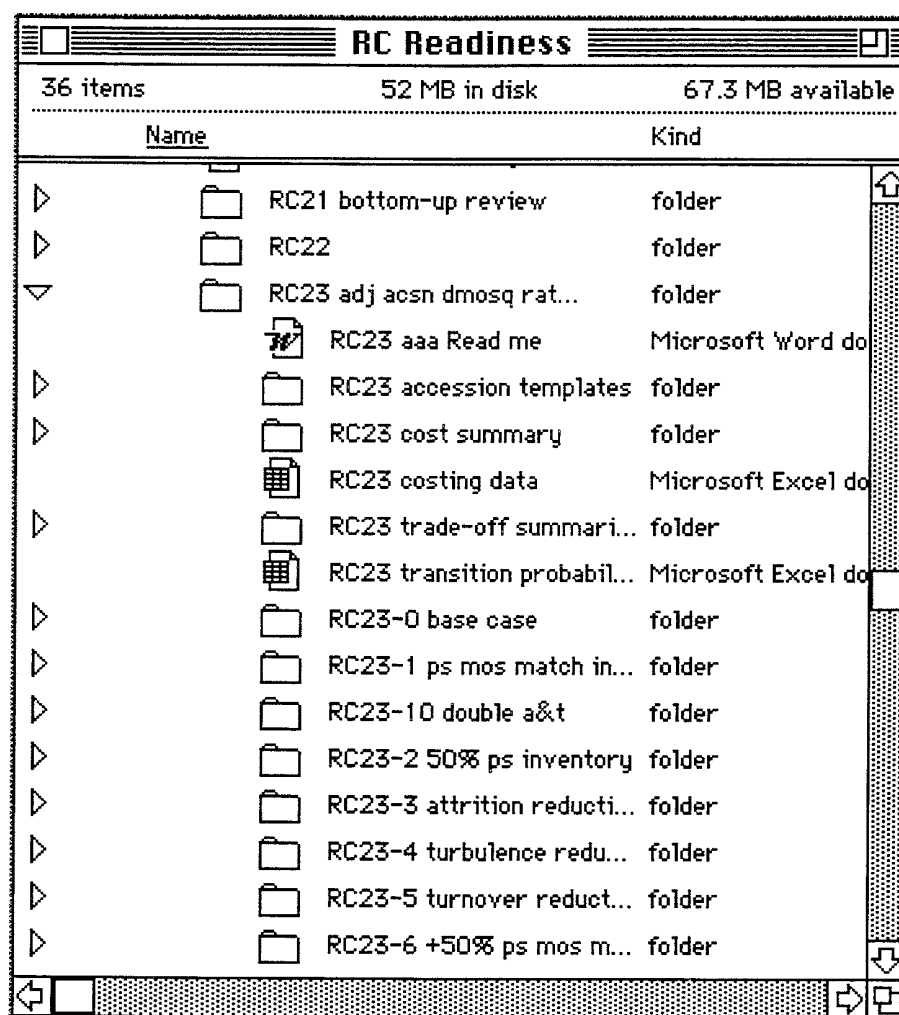 RC Readiness
36 items 52 MB in disk 67.3 MB available
Name Kind
RC21 bottom-up review folder
RC22 folder
RC23 adj acsn dmosq rat... folder
RC23 aaa Read me Microsoft Word do
RC23 accession templates folder
RC23 cost summary folder
RC23 costing data Microsoft Excel do
RC23 trade-off summari... folder
RC23 transition probabil... Microsoft Excel do
RC23-0 base case folder
RC23-1 ps mos match in... folder
RC23-10 double a&t folder
RC23-2 50% ps inventory folder
RC23-3 attrition reducti... folder
RC23-4 turbulence redu... folder
RC23-5 turnover reduct... folder
RC23-6 +50% ps mos m... folder